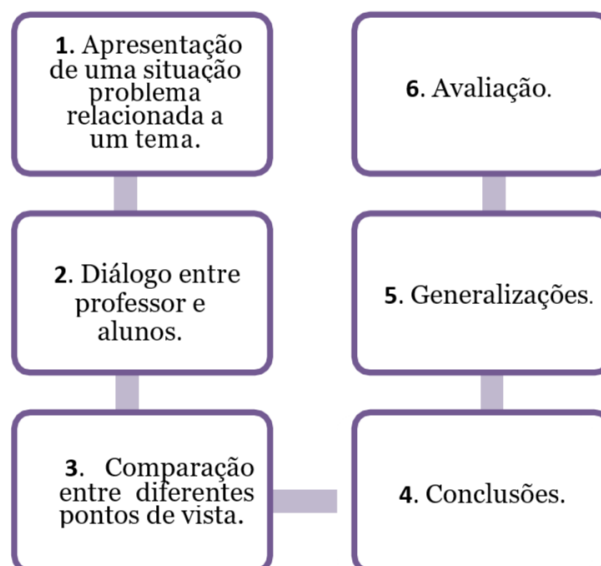 1. Apresentação
de uma situação
problema
relacionada a
um tema.
2. Diálogo entre
professor e
alunos.
3. Comparação
entre diferentes
pontos de vista.
4. Conclusões.
5. Generalizações.
6. Avaliação.